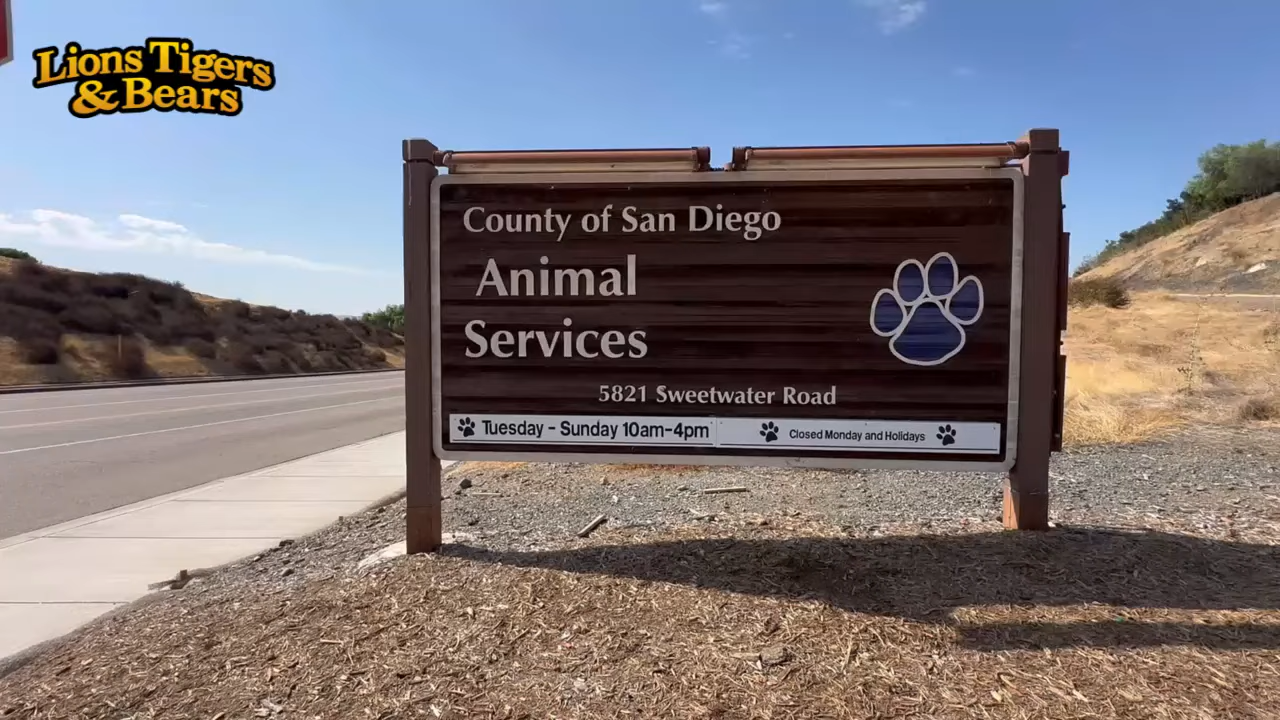 Lions Tigers
& Bears
County of San Diego
Animal
Services
5821 Sweetwater Road
Tuesday - Sunday 10am-4pm
Closed Monday and Holidays